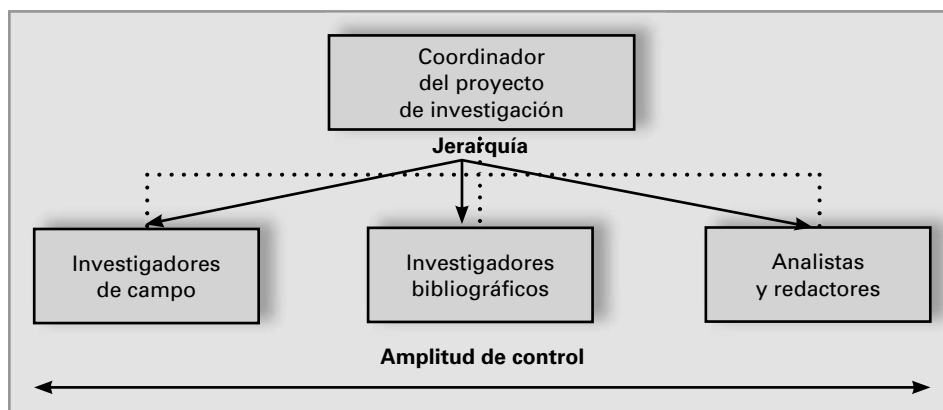 Coordinador
del proyecto
de investigación
Jerarquía
Investigadores
de campo
Investigadores
bibliográficos
Analistas
y redactores
Amplitud de control